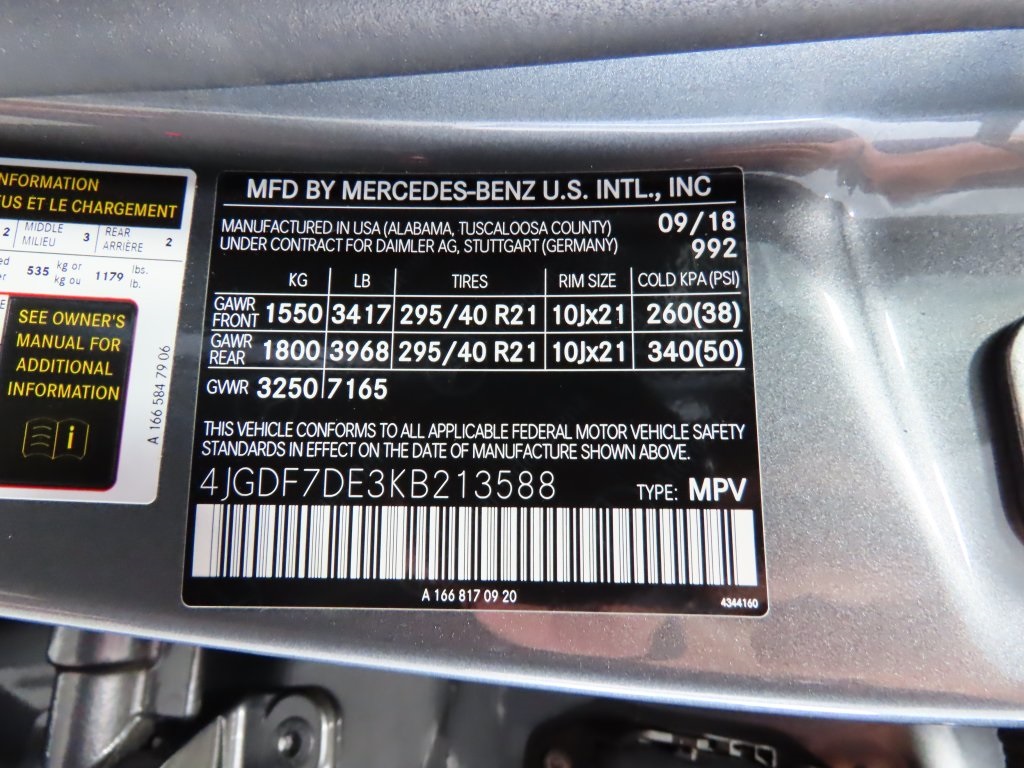 NFORMATION
US ET LE CHARGEMENT
2 MIDDLE MILIEU 3 REAR ARRIÈRE 2
535 kg or kg ou 1179 lbs. lb.
SEE OWNER'S
MANUAL FOR
ADDITIONAL
INFORMATION
i
A 166 584 79 06
MFD BY MERCEDES-BENZ U.S. INTL., INC
MANUFACTURED IN USA (ALABAMA, TUSCALOOSA COUNTY) 09/18
UNDER CONTRACT FOR DAIMLER AG, STUTTGART (GERMANY) 992
KG LB TIRES RIM SIZE COLD KPA (PSI)
GAWR FRONT 1550 3417 295/40 R21 10Jx21 260(38)
GAWR REAR 1800 3968 295/40 R21 10Jx21 340(50)
GVWR 3250 7165
THIS VEHICLE CONFORMS TO ALL APPLICABLE FEDERAL MOTOR VEHICLE SAFETY
STANDARDS IN EFFECT ON THE DATE OF MANUFACTURE SHOWN ABOVE.
4JGDF7DE3KB213588 TYPE: MPV
A 166 817 09 20
4344160